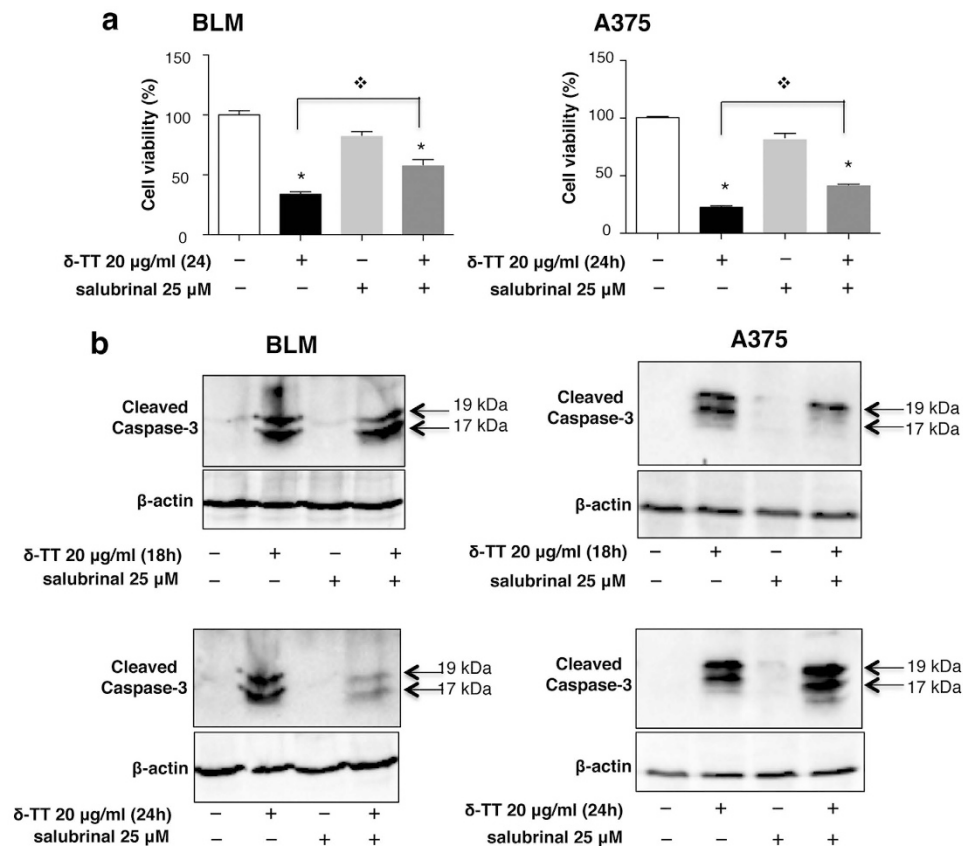 a
BLM
A375
Cell viability (%)
150
100
50
0
❖
*
*
δ-TT 20 µg/ml (24) – + – +
salubrinal 25 µM – – + +
Cell viability (%)
150
100
50
0
❖
*
*
δ-TT 20 µg/ml (24h) – + – +
salubrinal 25 µM – – + +
b
BLM
A375
Cleaved
Caspase-3
19 kDa
17 kDa
β-actin
δ-TT 20 µg/ml (18h) – + – +
salubrinal 25 µM – – + +
Cleaved
Caspase-3
19 kDa
17 kDa
β-actin
δ-TT 20 µg/ml (18h) – + – +
salubrinal 25 µM – – + +
Cleaved
Caspase-3
19 kDa
17 kDa
β-actin
δ-TT 20 µg/ml (24h) – + – +
salubrinal 25 µM – – + +
Cleaved
Caspase-3
19 kDa
17 kDa
β-actin
δ-TT 20 µg/ml (24h) – + – +
salubrinal 25 µM – – + +